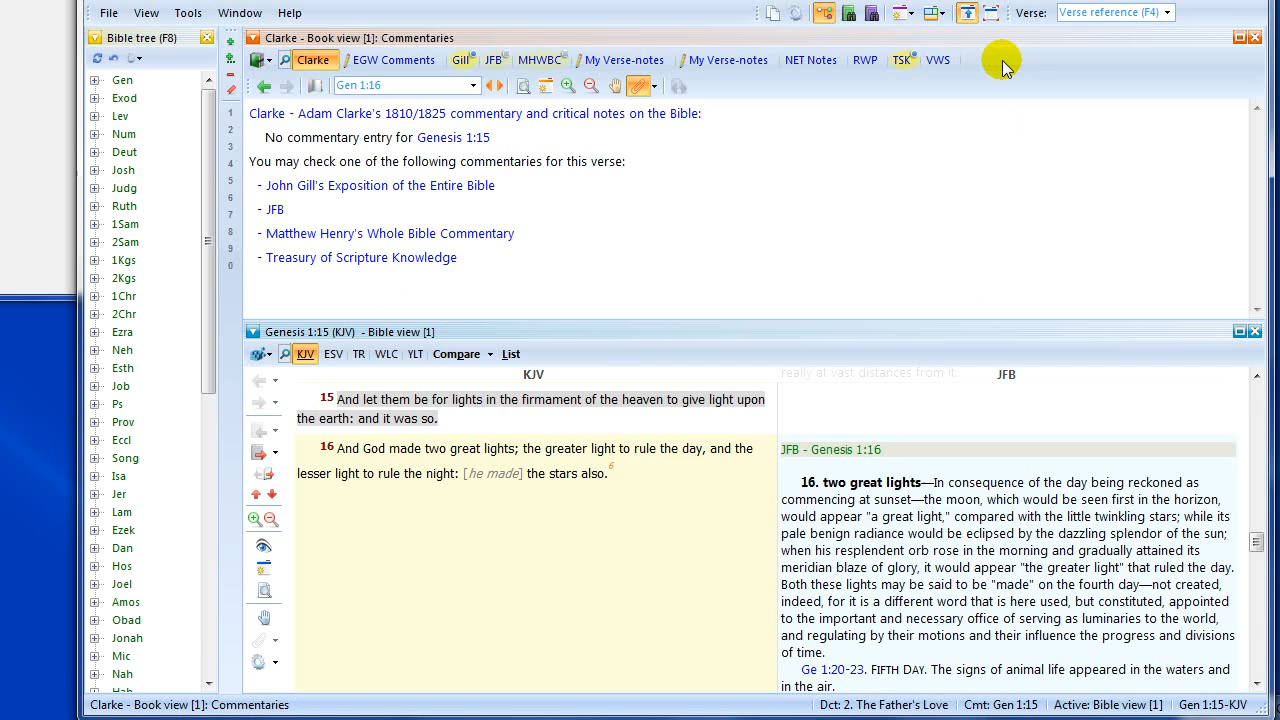 File View Tools Window Help Verse: Verse reference (F4)
Bible tree (F8)
Clarke - Book view [1]: Commentaries
Clarke EGW Comments Gill JFB MHWBC My Verse-notes My Verse-notes NET Notes RWP TSK VWS
Gen 1:16
Gen
Exod
Lev
Num
Deut
Josh
Judg
Ruth
1Sam
2Sam
1Kgs
2Kgs
1Chr
2Chr
Ezra
Neh
Esth
Job
Ps
Prov
Eccl
Song
Isa
Jer
Lam
Ezek
Dan
Hos
Joel
Amos
Obad
Jonah
Mic
Nah
Hab
1
2
3
4
5
6
7
8
9
0
Clarke - Adam Clarke's 1810/1825 commentary and critical notes on the Bible:
No commentary entry for Genesis 1:15
You may check one of the following commentaries for this verse:
- John Gill's Exposition of the Entire Bible
- JFB
- Matthew Henry's Whole Bible Commentary
- Treasury of Scripture Knowledge
Genesis 1:15 (KJV) - Bible view [1]
KJV ESV TR WLC YLT Compare List
KJV
15 And let them be for lights in the firmament of the heaven to give light upon
the earth: and it was so.
16 And God made two great lights; the greater light to rule the day, and the
lesser light to rule the night: [he made] the stars also. 6
JFB
really at vast distances from it.
JFB - Genesis 1:16
16. two great lights—In consequence of the day being reckoned as
commencing at sunset—the moon, which would be seen first in the horizon,
would appear "a great light," compared with the little twinkling stars; while its
pale benign radiance would be eclipsed by the dazzling splendor of the sun;
when his resplendent orb rose in the morning and gradually attained its
meridian blaze of glory, it would appear "the greater light" that ruled the day.
Both these lights may be said to be "made" on the fourth day—not created,
indeed, for it is a different word that is here used, but constituted, appointed
to the important and necessary office of serving as luminaries to the world,
and regulating by their motions and their influence the progress and divisions
of time.
Ge 1:20-23. FIFTH DAY. The signs of animal life appeared in the waters and
in the air.
Clarke - Book view [1]: Commentaries Dct: 2. The Father's Love Cmt: Gen 1:15 Active: Bible view [1] Gen 1:15-KJV